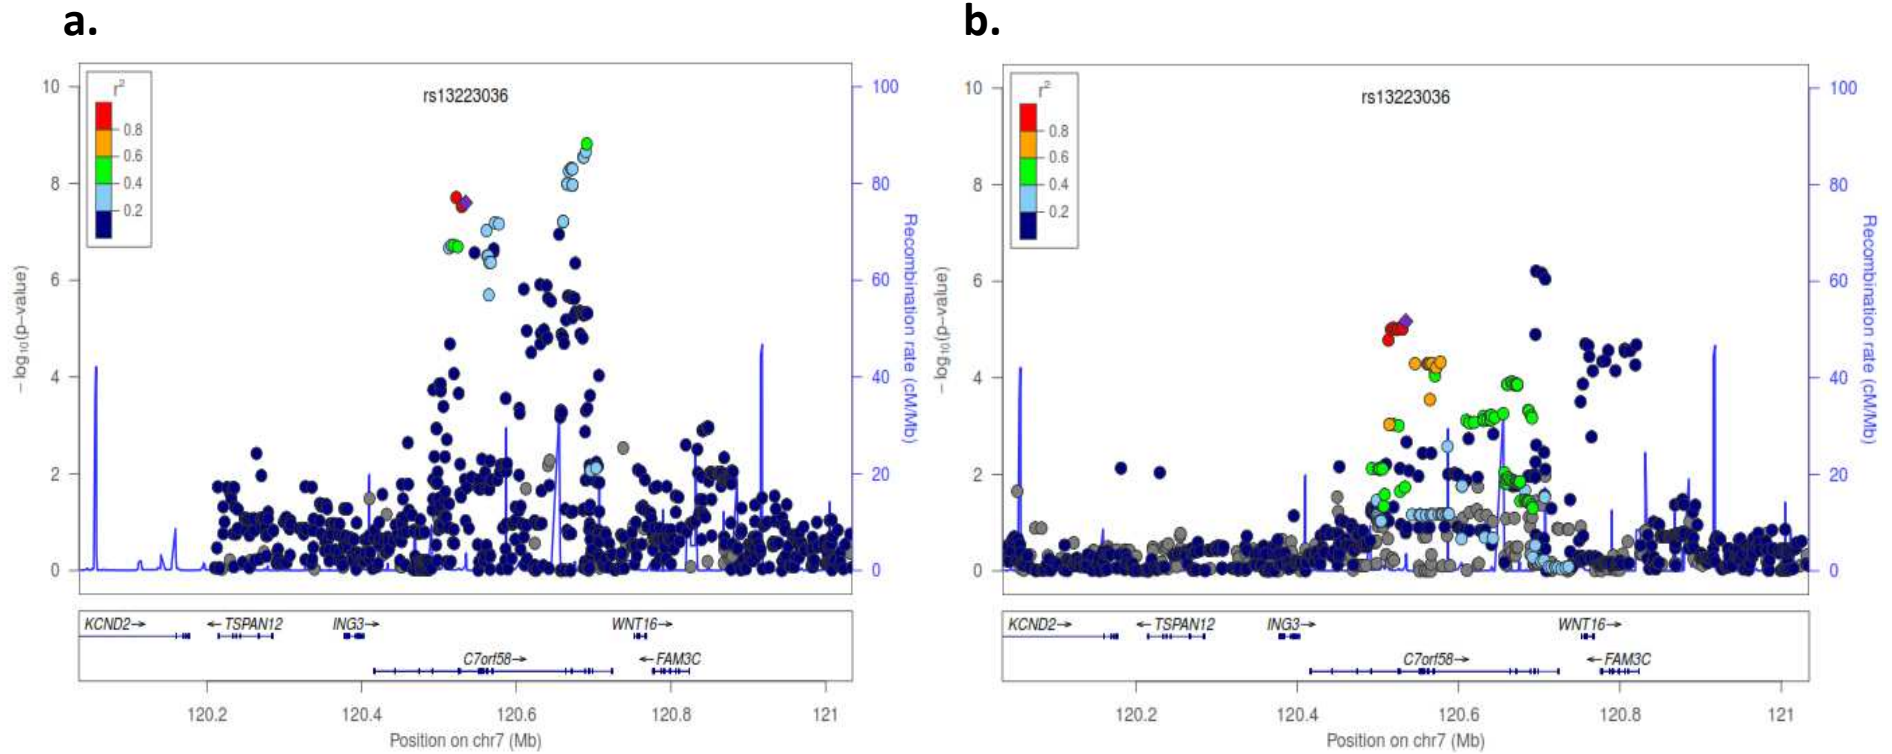 a.
rs13223036
r2
0.8
0.6
0.4
0.2
10
8
6
4
2
0
− log10(p−value)
100
80
60
40
20
0
Recombination rate (cM/Mb)
KCND2→
←TSPAN12
ING3→
WNT16→
C7orf58→
←FAM3C
120.2
120.4
120.6
120.8
121
Position on chr7 (Mb)
b.
rs13223036
r2
0.8
0.6
0.4
0.2
10
8
6
4
2
0
− log10(p−value)
100
80
60
40
20
0
Recombination rate (cM/Mb)
KCND2→
←TSPAN12
ING3→
WNT16→
C7orf58→
←FAM3C
120.2
120.4
120.6
120.8
121
Position on chr7 (Mb)